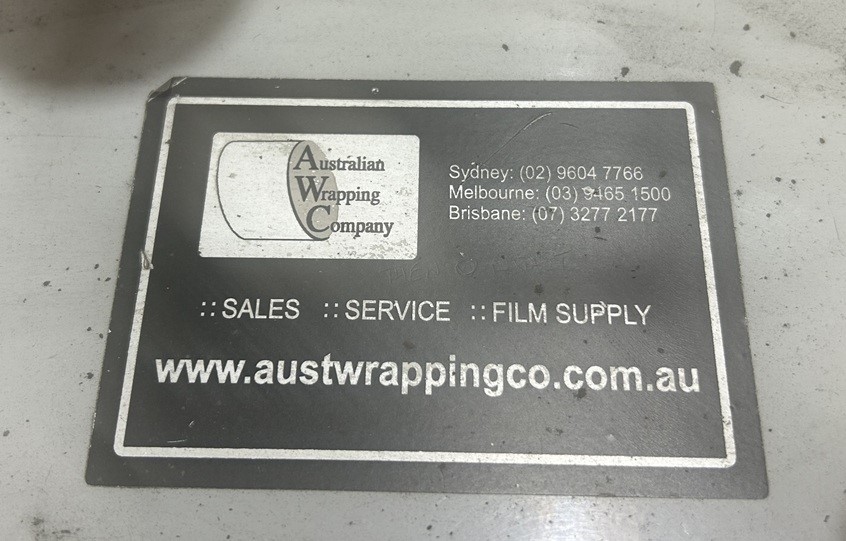 Australian
Wrapping
Company
Sydney: (02) 9604 7766
Melbourne: (03) 9465 1500
Brisbane: (07) 3277 2177
:: SALES :: SERVICE :: FILM SUPPLY
www.austwrappingco.com.au